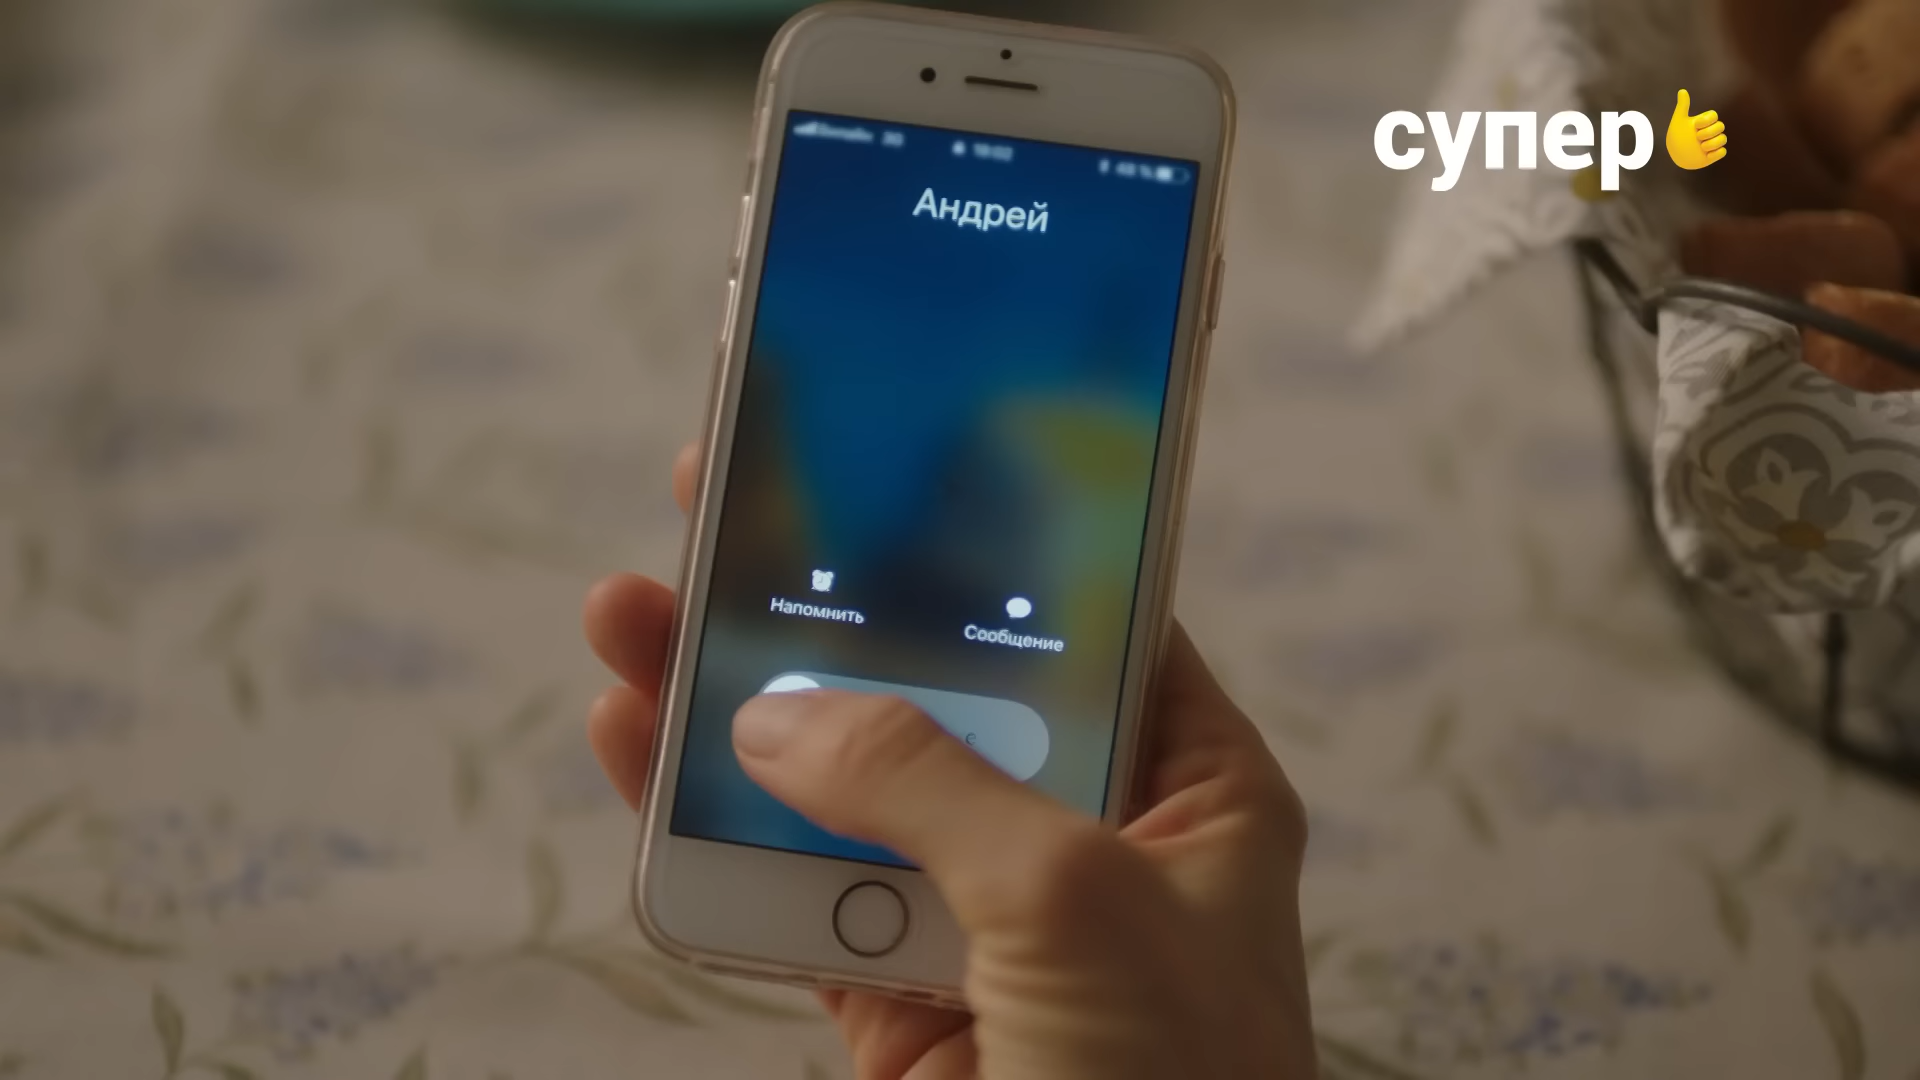 супер
Андрей
Напомнить
Сообщение
е